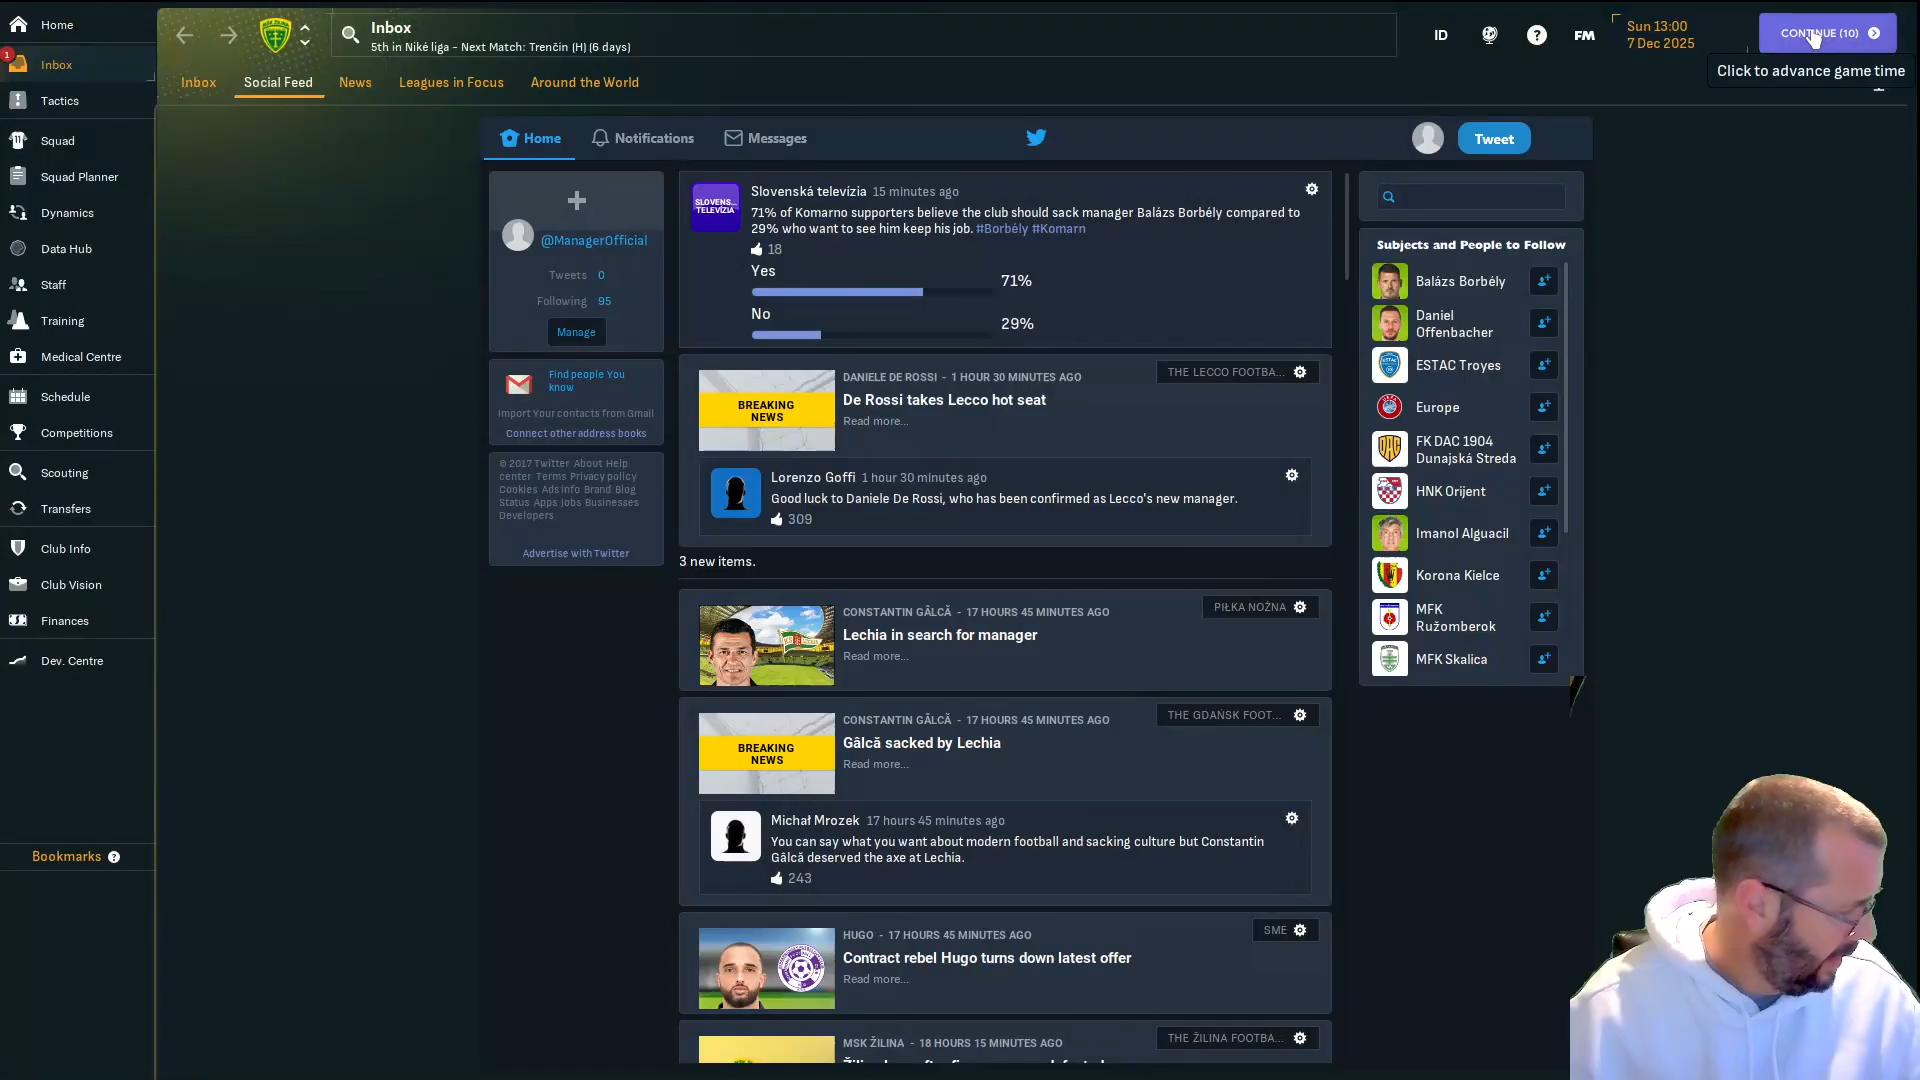 Home
Inbox
5th in Niké liga - Next Match: Trenčín (H) (6 days)
ID
FM
Sun 13:00
7 Dec 2025
CONTINUE (10)
Click to advance game time
1
Inbox
Tactics
Squad
Squad Planner
Dynamics
Data Hub
Staff
Training
Medical Centre
Schedule
Competitions
Scouting
Transfers
Club Info
Club Vision
Finances
Dev. Centre
Bookmarks ?
Inbox
Social Feed
News
Leagues in Focus
Around the World
Home
Notifications
Messages
Tweet
@ManagerOfficial
Tweets 0
Following 95
Manage
Find people You
know
Import Your contacts from Gmail
Connect other address books
© 2017 Twitter About Help
center Terms Privacy policy
Cookies Ads info Brand Blog
Status Apps Jobs Businesses
Developers
Advertise with Twitter
SLOVENS...
TELEVÍZIA
Slovenská televízia 15 minutes ago
71% of Komarno supporters believe the club should sack manager Balázs Borbély compared to
29% who want to see him keep his job. #Borbély #Komarn
18
Yes
71%
No
29%
BREAKING
NEWS
DANIELE DE ROSSI - 1 HOUR 30 MINUTES AGO
THE LECCO FOOTBA...
De Rossi takes Lecco hot seat
Read more...
Lorenzo Goffi 1 hour 30 minutes ago
Good luck to Daniele De Rossi, who has been confirmed as Lecco's new manager.
309
3 new items.
CONSTANTIN GÂLCĂ - 17 HOURS 45 MINUTES AGO
PIŁKA NOŻNA
Lechia in search for manager
Read more...
BREAKING
NEWS
CONSTANTIN GÂLCĂ - 17 HOURS 45 MINUTES AGO
THE GDAŃSK FOOT...
Gâlcă sacked by Lechia
Read more...
Michał Mrozek 17 hours 45 minutes ago
You can say what you want about modern football and sacking culture but Constantin
Gâlcă deserved the axe at Lechia.
243
HUGO - 17 HOURS 45 MINUTES AGO
SME
Contract rebel Hugo turns down latest offer
Read more...
MSK ŽILINA - 18 HOURS 15 MINUTES AGO
THE ŽILINA FOOTBA...
Subjects and People to Follow
Balázs Borbély
Daniel
Offenbacher
ESTAC Troyes
Europe
FK DAC 1904
Dunajská Streda
HNK Orijent
Imanol Alguacil
Korona Kielce
MFK
Ružomberok
MFK Skalica